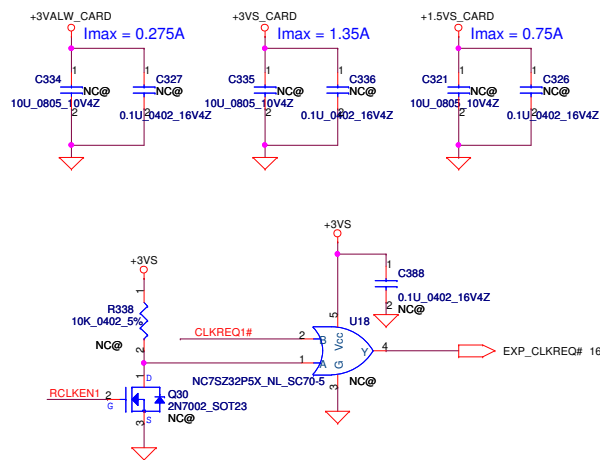 +3VALW_CARD
Imax = 0.275A
+3VS_CARD
Imax = 1.35A
+1.5VS_CARD
Imax = 0.75A
1
C334
NC@
10U_0805_10V4Z
2
1
C327
NC@
0.1U_0402_16V4Z
2
1
C335
NC@
10U_0805_10V4Z
2
1
C336
NC@
0.1U_0402_16V4Z
2
1
C321
NC@
10U_0805_10V4Z
2
1
C326
NC@
0.1U_0402_16V4Z
2
+3VS
+3VS
1
C388
0.1U_0402_16V4Z
2
NC@
1
R338
10K_0402_5%
NC@
2
CLKREQ1#
5
U18
2
B
Vcc
Y
4
EXP_CLKREQ# 16
1
A
G
NC7SZ32P5X_NL_SC70-5
3
NC@
1
D
RCLKEN1
2
G
Q30
2N7002_SOT23
NC@
3
S